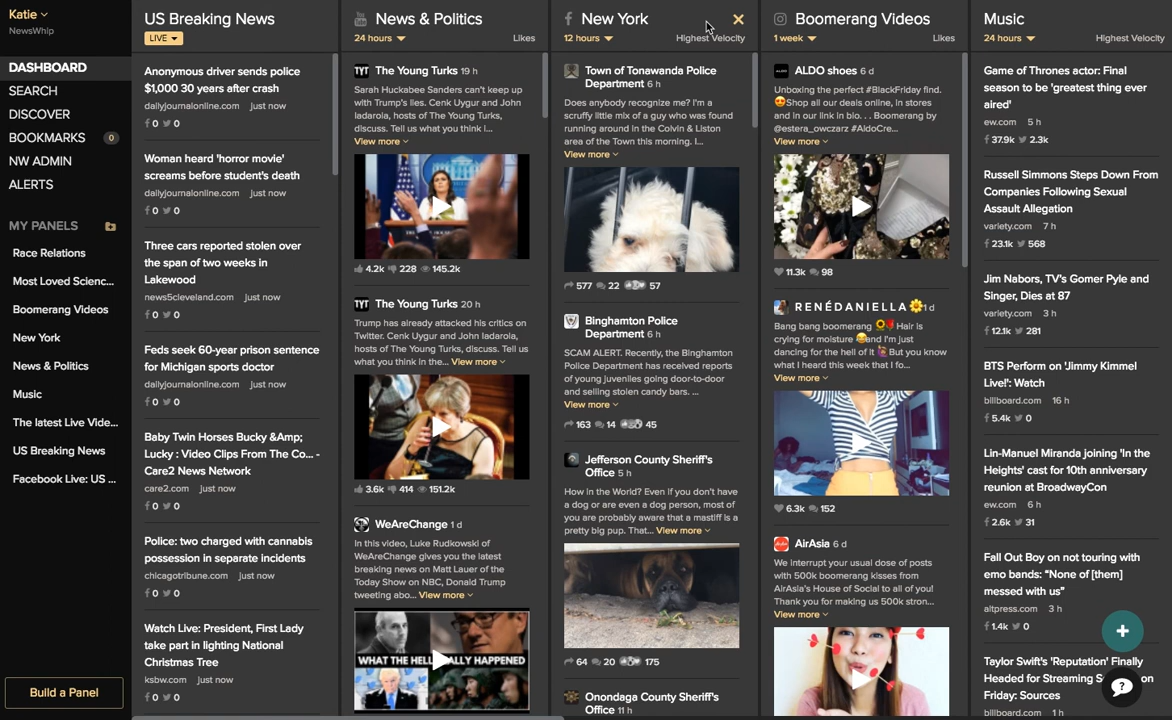 Katie
NewsWhip
DASHBOARD
SEARCH
DISCOVER
BOOKMARKS 0
NW ADMIN
ALERTS
MY PANELS
Race Relations
Most Loved Scienc...
Boomerang Videos
New York
News & Politics
Music
The latest Live Vide...
US Breaking News
Facebook Live: US ...
Build a Panel
US Breaking News
LIVE
Anonymous driver sends police
$1,000 30 years after crash
dailyjournalonline.com just now
0 0
Woman heard 'horror movie'
screams before student's death
dailyjournalonline.com just now
0 0
Three cars reported stolen over
the span of two weeks in
Lakewood
news5cleveland.com just now
0 0
Feds seek 60-year prison sentence
for Michigan sports doctor
dailyjournalonline.com just now
0 0
Baby Twin Horses Bucky &Amp;
Lucky : Video Clips From The Co... -
Care2 News Network
care2.com just now
0 0
Police: two charged with cannabis
possession in separate incidents
chicagotribune.com just now
0 0
Watch Live: President, First Lady
take part in lighting National
Christmas Tree
ksbw.com just now
0 0
News & Politics
24 hours Likes
TYT The Young Turks 19 h
Sarah Huckabee Sanders can't keep up
with Trump's lies. Cenk Uygur and John
Iadarola, hosts of The Young Turks,
discuss. Tell us what you think i...
View more
4.2k 228 145.2k
TYT The Young Turks 20 h
Trump has already attacked his critics on
Twitter. Cenk Uygur and John Iadarola,
hosts of The Young Turks, discuss. Tell us
what you think in the... View more
3.6k 414 151.2k
WeAreChange 1 d
In this video, Luke Rudkowski of
WeAreChange gives you the latest
breaking news on Matt Lauer of the
Today Show on NBC, Donald Trump
tweeting abo... View more
WHAT THE HELL ALLY HAPPENED
New York
12 hours Highest Velocity
Town of Tonawanda Police
Department 6 h
Does anybody recognize me? I'm a
scruffy little mix of a guy who was found
running around in the Colvin & Liston
area of the Town this morning. I...
View more
577 22 57
Binghamton Police
Department 6 h
SCAM ALERT. Recently, the Binghamton
Police Department has received reports
of young juveniles going door-to-door
and selling stolen candy bars. ...
View more
163 14 45
Jefferson County Sheriff's
Office 5 h
How in the World? Even if you don't have
a dog or are even a dog person, most of
you are probably aware that a mastiff is a
pretty big pup. That... View more
64 20 175
Onondaga County Sheriff's
Office 11 h
Boomerang Videos
1 week Likes
ALDO shoes 6 d
Unboxing the perfect #BlackFriday find.
Shop all our deals online, in stores
and in our link in bio. . . Boomerang by
@estera_owczarz #AldoCre...
View more
11.3k 98
R E N É D A N I E L L A 1 d
Bang bang boomerang Hair is
crying for moisture and I'm just
dancing for the hell of it But you know
what I heard this week that I fo...
View more
6.3k 152
AirAsia 6 d
We interrupt your usual dose of posts
with 500k boomerang kisses from
AirAsia's House of Social to all of you!
Thank you for making us 500k stron...
View more
Music
24 hours Highest Velocity
Game of Thrones actor: Final
season to be 'greatest thing ever
aired'
ew.com 5 h
37.9k 2.3k
Russell Simmons Steps Down From
Companies Following Sexual
Assault Allegation
variety.com 7 h
23.1k 568
Jim Nabors, TV's Gomer Pyle and
Singer, Dies at 87
variety.com 3 h
12.1k 281
BTS Perform on 'Jimmy Kimmel
Live!': Watch
billboard.com 16 h
5.4k 0
Lin-Manuel Miranda joining 'In the
Heights' cast for 10th anniversary
reunion at BroadwayCon
ew.com 6 h
2.6k 31
Fall Out Boy on not touring with
emo bands: "None of [them]
messed with us"
altpress.com 3 h
1.4k 0
Taylor Swift's 'Reputation' Finally
Headed for Streaming on
Friday: Sources
billboard.com 1 h